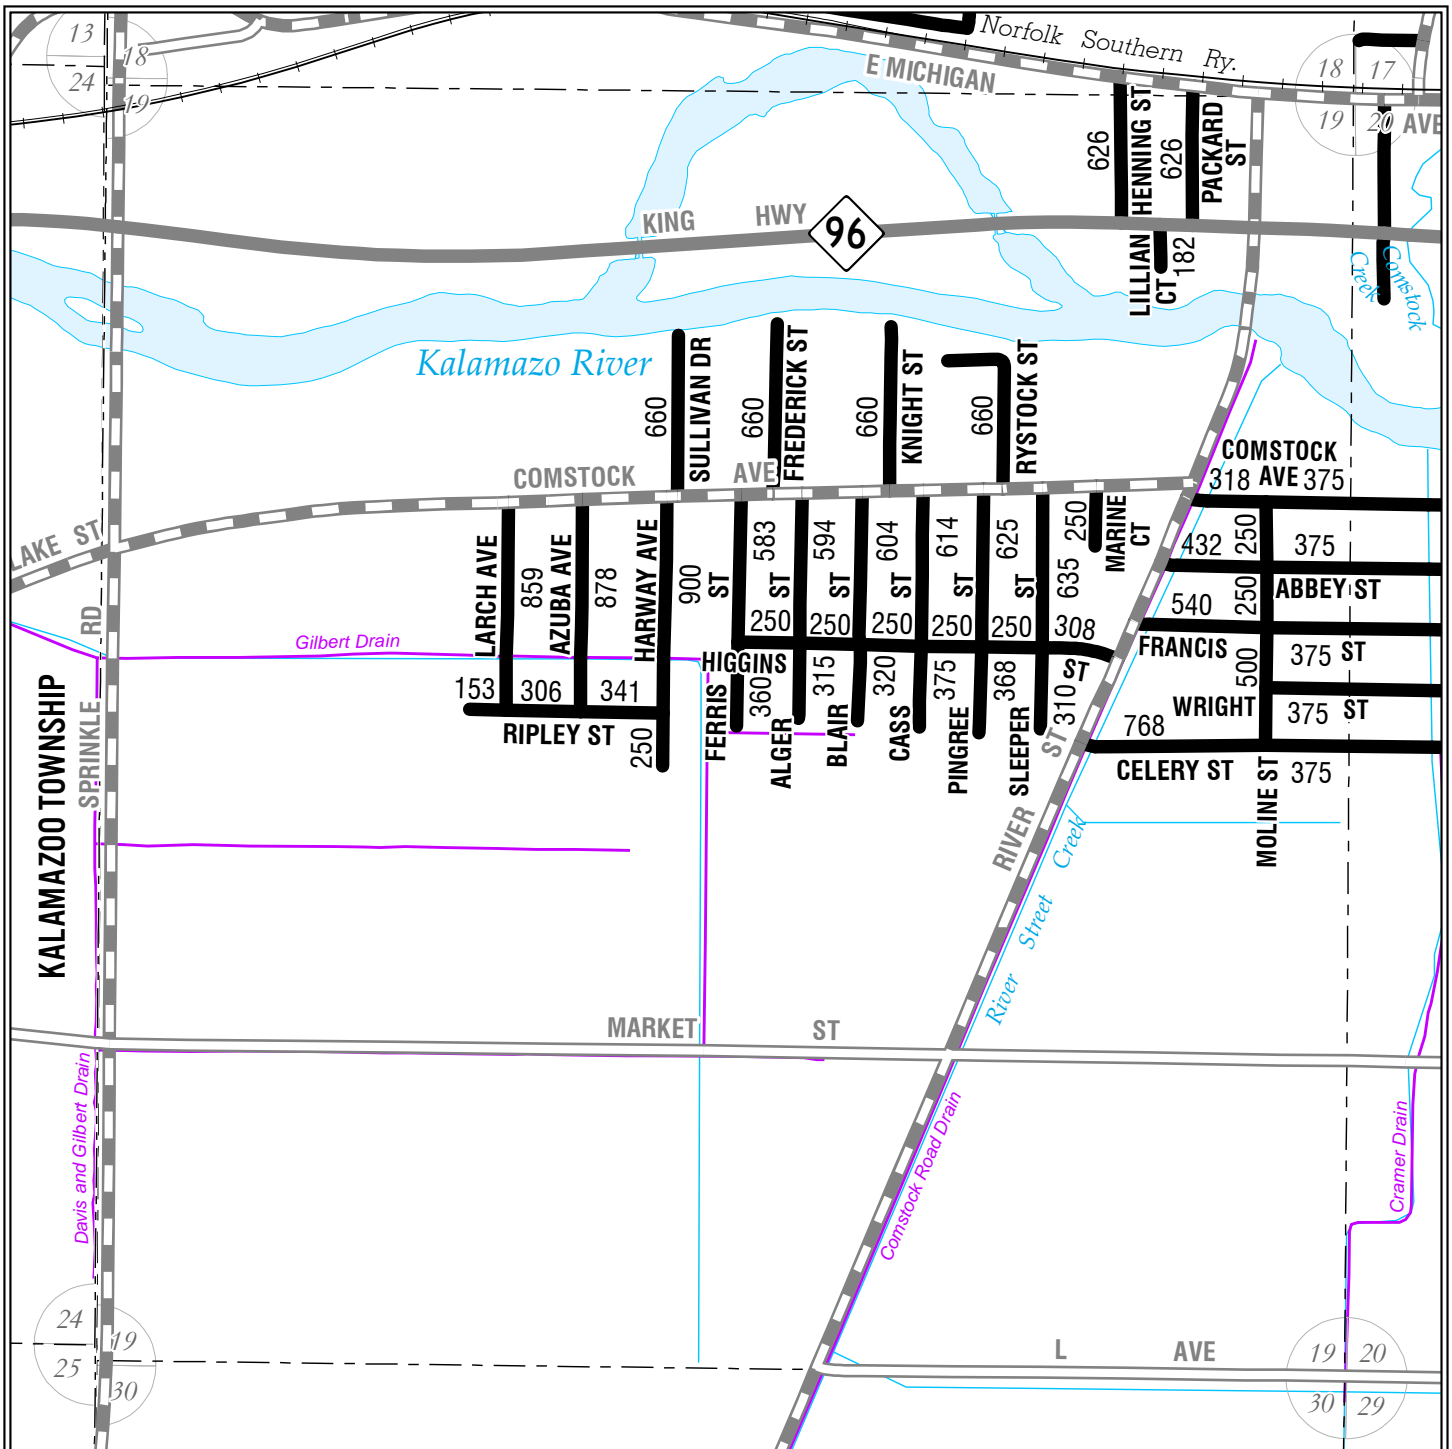 13
18
24
19
Norfolk Southern Ry.
E MICHIGAN
AVE
18
17
19
20
626
HENNING ST
626
PACKARD
ST
KING HWY
96
LILLIAN
CT
182
Comstock
Creek
Kalamazo River
660
SULLIVAN DR
660
FREDERICK ST
660
KNIGHT ST
660
RYSTOCK ST
COMSTOCK AVE
COMSTOCK
AVE
318
375
LAKE ST
LARCH AVE
859
AZUBA AVE
878
HARWAY AVE
900
ST
583
ST
594
ST
604
ST
614
ST
625
ST
635
250
MARINE
CT
432
250
375
ABBEY ST
250
540
FRANCIS
375 ST
500
WRIGHT
375 ST
768
CELERY ST
375
MOLINE ST
250
250
250
250
250
308
HIGGINS
ST
Gilbert Drain
153
306
341
RIPLEY ST
250
FERRIS
360
ALGER
315
BLAIR
320
CASS
375
PINGREE
368
SLEEPER
310
RIVER ST
KALAMAZOO TOWNSHIP
SPRINKLE RD
River Street Creek
MARKET ST
Davis and Gilbert Drain
Comstock Road Drain
Cramer Drain
24
19
25
30
L AVE
19
20
30
29